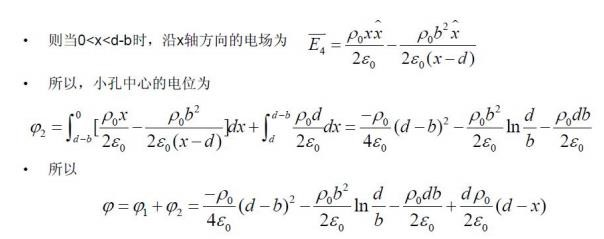 • 则当0<x<d-b时，沿x轴方向的电场为 $\overline{E_4} = \frac{\rho_0 x \hat{x}}{2\varepsilon_0} - \frac{\rho_0 b^2 \hat{x}}{2\varepsilon_0 (x-d)}$
• 所以，小孔中心的电位为
$\varphi_2 = \int_{d-b}^{0} [\frac{\rho_0 x}{2\varepsilon_0} - \frac{\rho_0 b^2}{2\varepsilon_0 (x-d)}]dx + \int_{d}^{d-b} \frac{\rho_0 d}{2\varepsilon_0} dx = \frac{-\rho_0}{4\varepsilon_0}(d-b)^2 - \frac{\rho_0 b^2}{2\varepsilon_0} \ln \frac{d}{b} - \frac{\rho_0 db}{2\varepsilon_0}$
• 所以
$\varphi = \varphi_1 + \varphi_2 = \frac{-\rho_0}{4\varepsilon_0}(d-b)^2 - \frac{\rho_0 b^2}{2\varepsilon_0} \ln \frac{d}{b} - \frac{\rho_0 db}{2\varepsilon_0} + \frac{d\rho_0}{2\varepsilon_0}(d-x)$